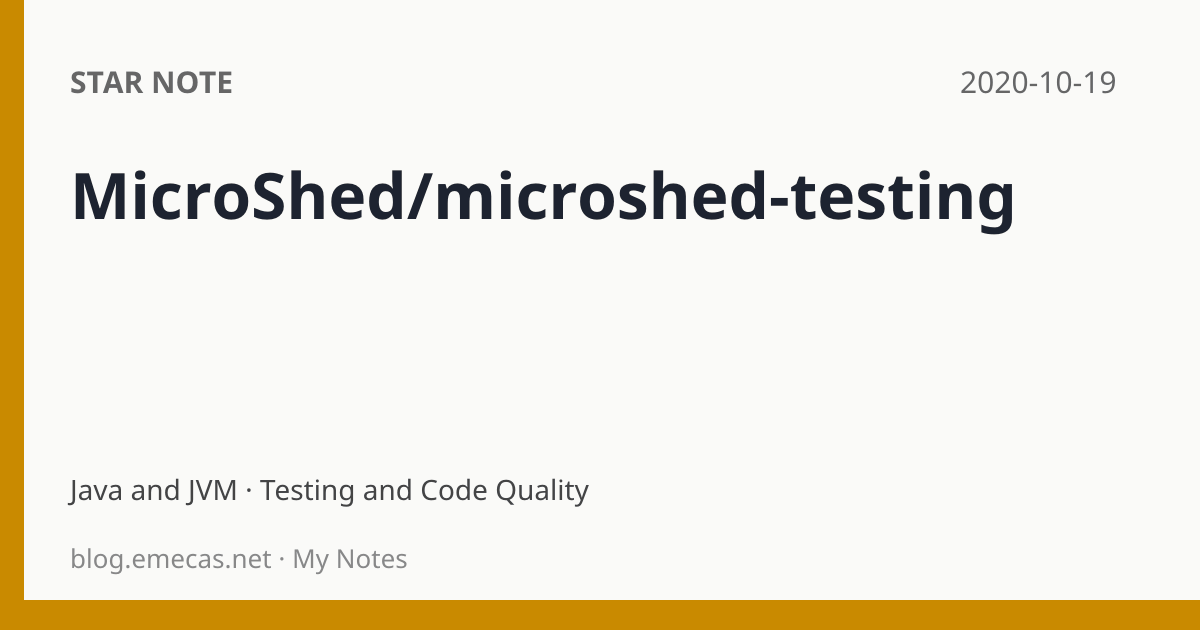 STAR NOTE
2020-10-19
MicroShed/microshed-testing
Java and JVM · Testing and Code Quality
blog.emecas.net · My Notes